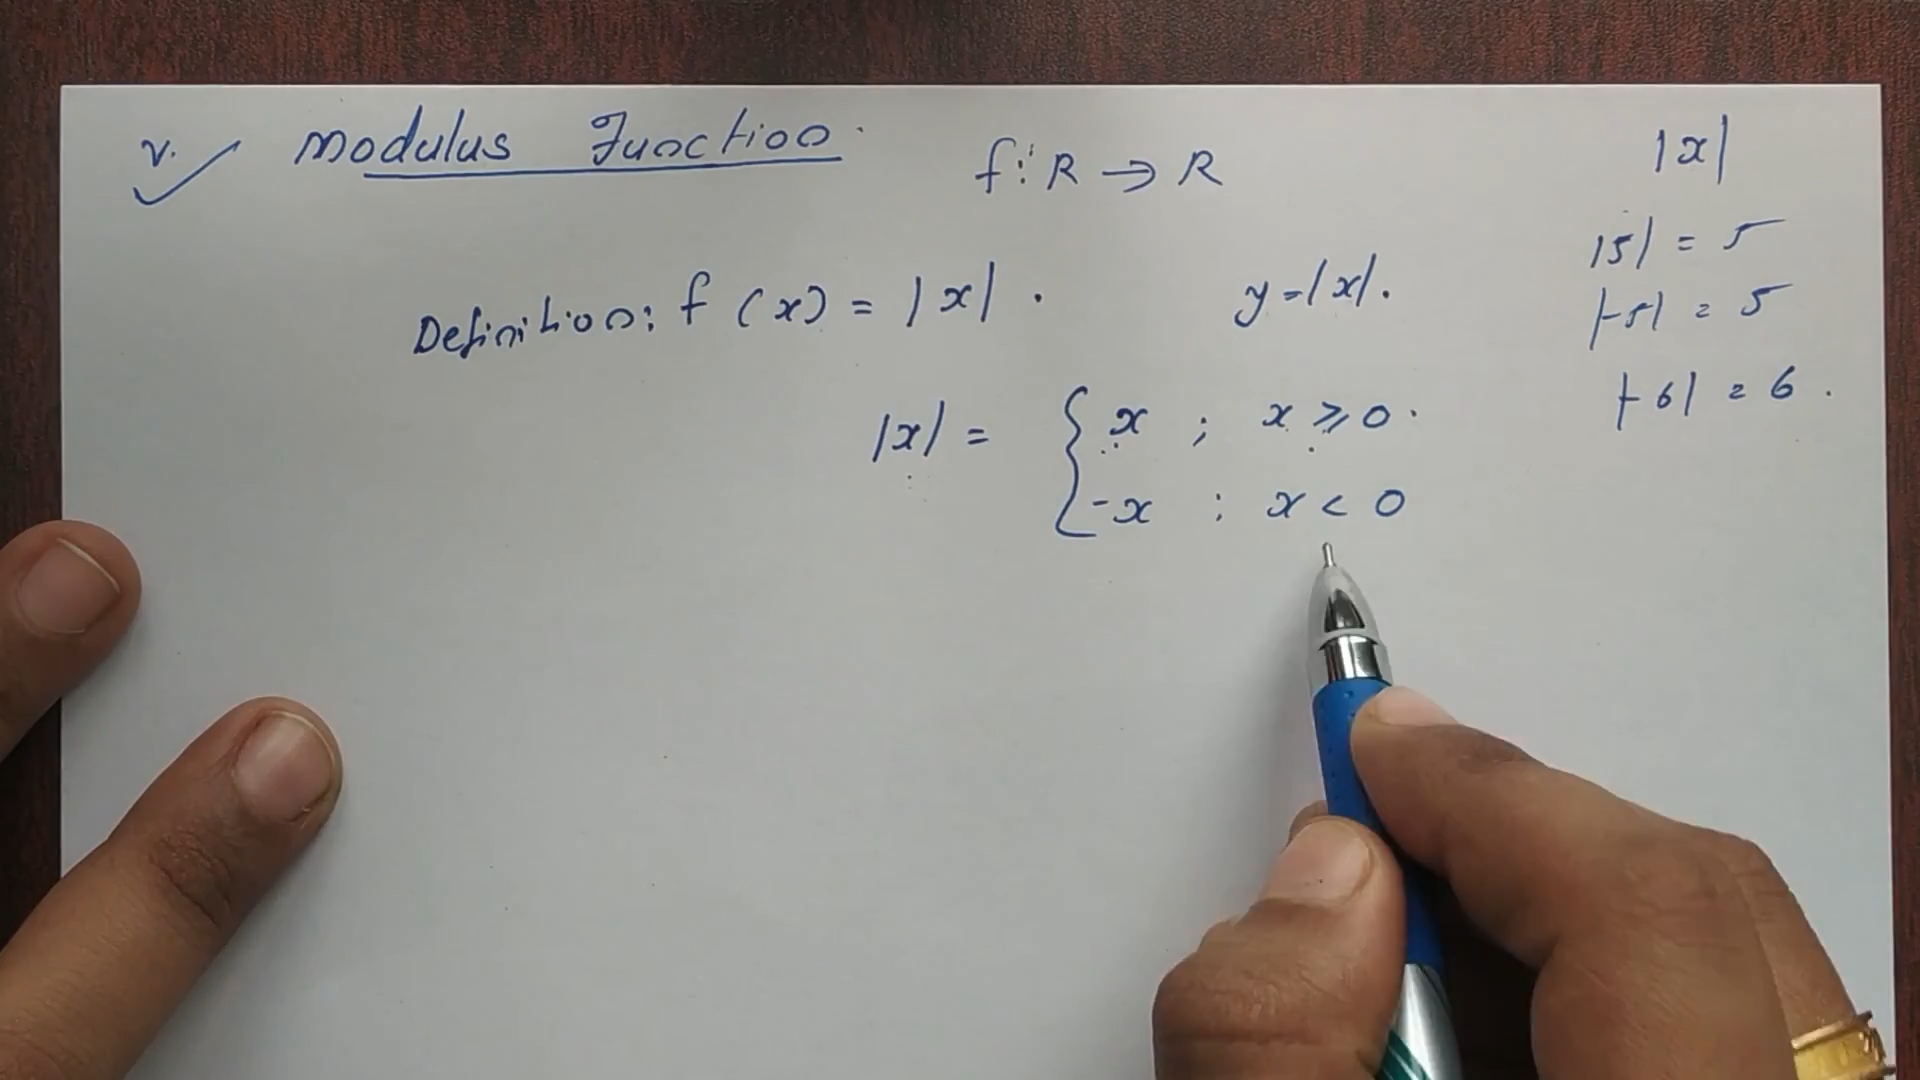 v. Modulus Function.
f: R → R
Definition: f(x) = |x|.
y = |x|.
|x| = { x ; x ≥ 0.
-x : x < 0
|x|
|5| = 5
|-5| = 5
|-6| = 6.